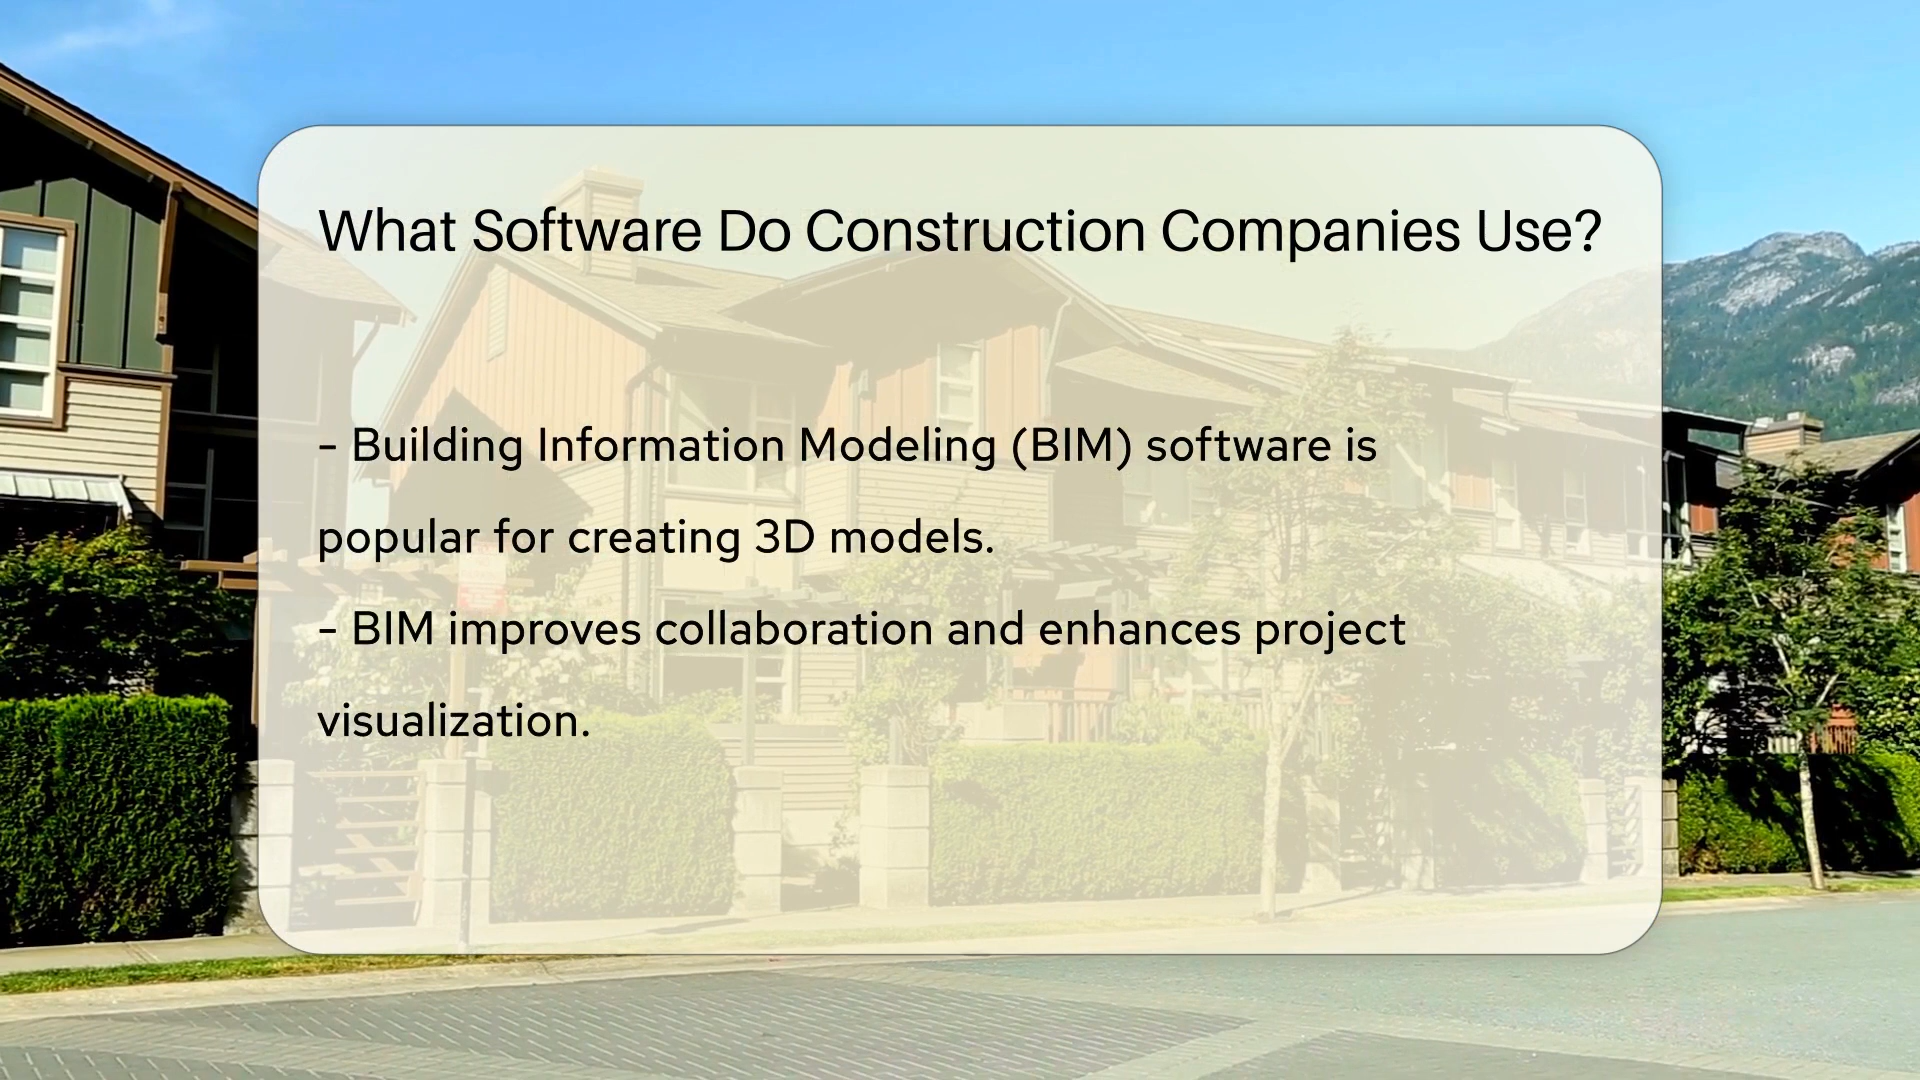 What Software Do Construction Companies Use?
- Building Information Modeling (BIM) software is
popular for creating 3D models.
- BIM improves collaboration and enhances project
visualization.